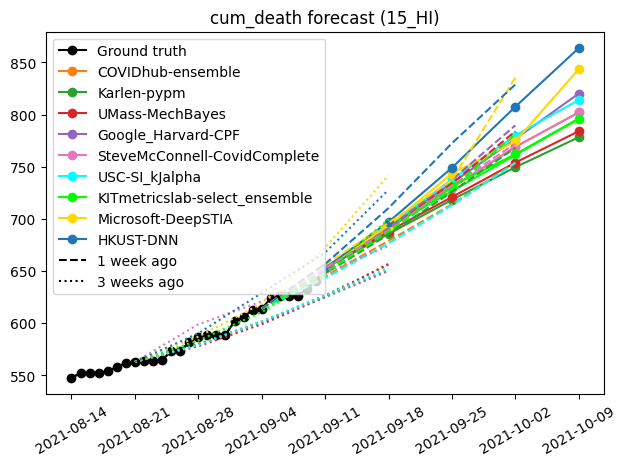 cum_death forecast (15_HI)
850
800
750
700
650
600
550
Ground truth
COVIDhub-ensemble
Karlen-pypm
UMass-MechBayes
Google_Harvard-CPF
SteveMcConnell-CovidComplete
USC-SI_kJalpha
KITmetricslab-select_ensemble
Microsoft-DeepSTIA
HKUST-DNN
1 week ago
3 weeks ago
2021-08-14
2021-08-21
2021-08-28
2021-09-04
2021-09-11
2021-09-18
2021-09-25
2021-10-02
2021-10-09